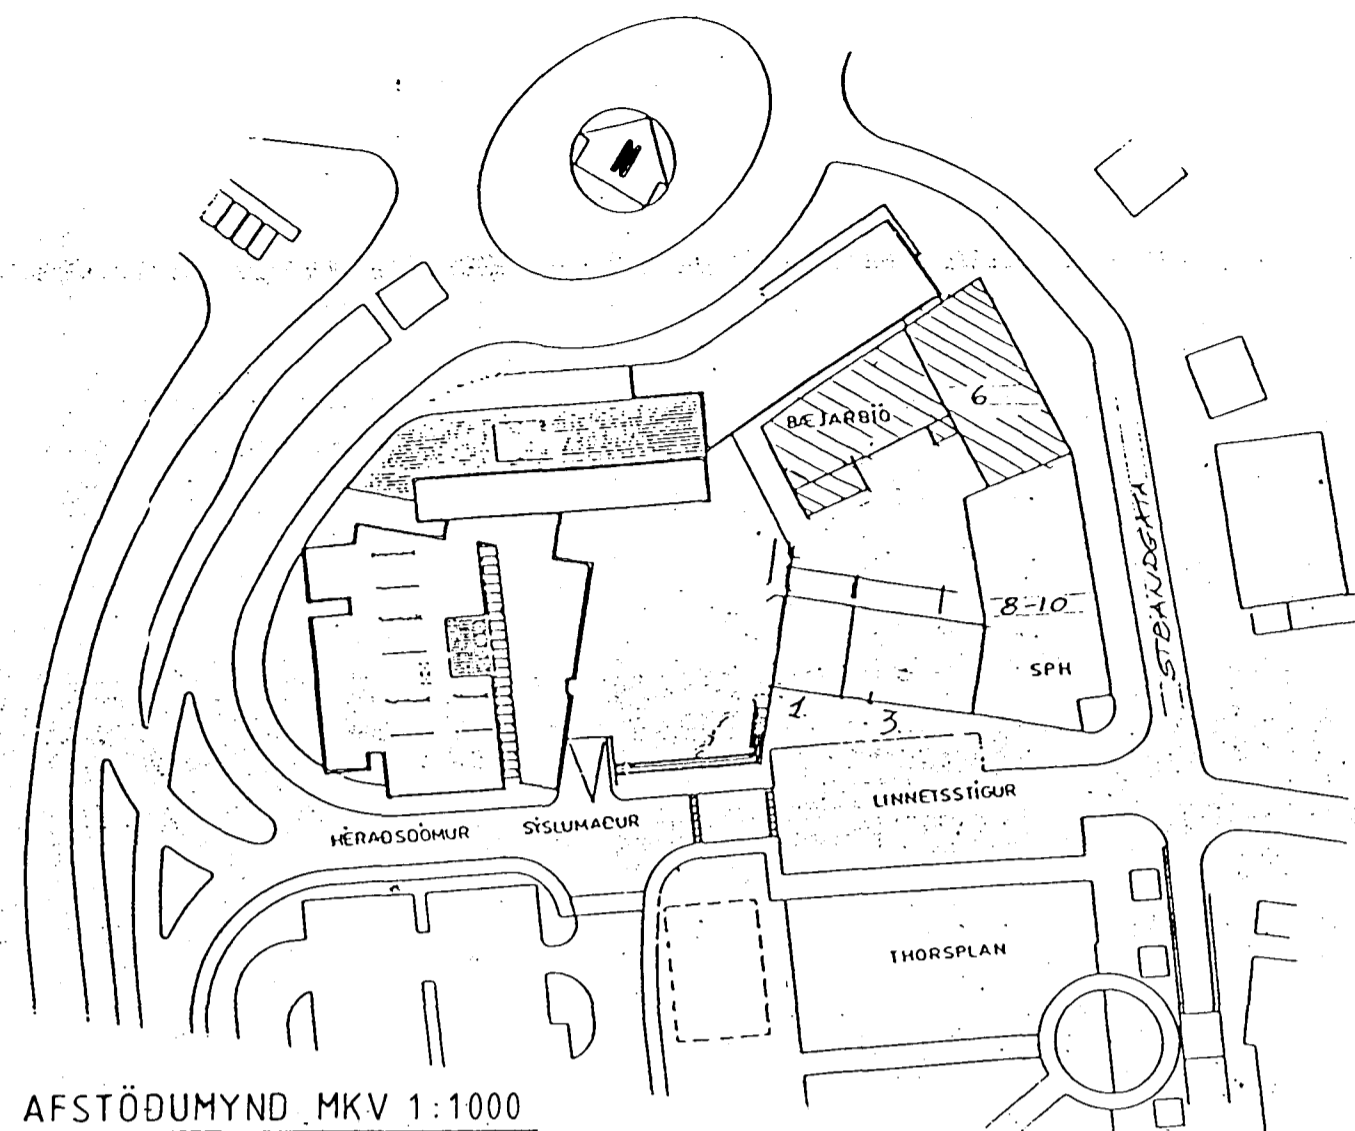 6
BÆJARBÍÓ
STRANDGATA
8-10
SPH
1.
3
LINNETSSTÍGUR
HÉRAÐSDÓMUR
SÝSLUMAÐUR
THORSPLAN
AFSTÖÐUMYND MKV 1:1000